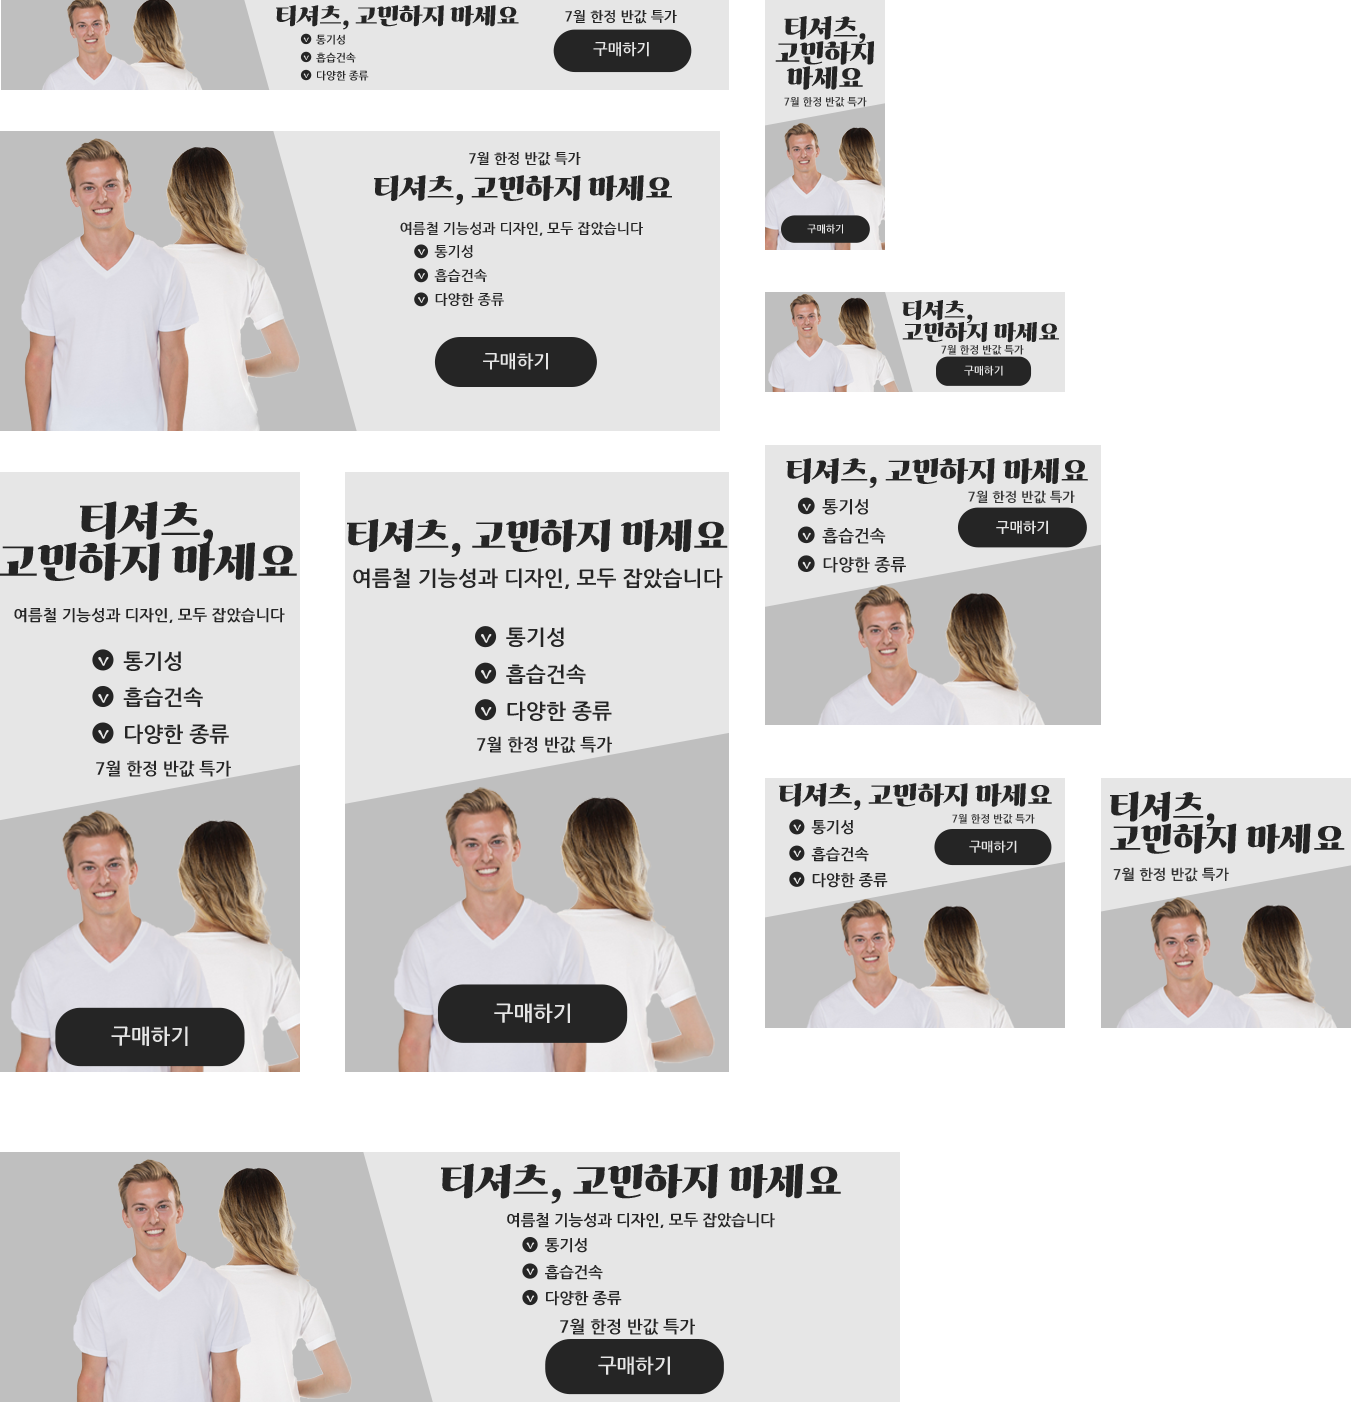 티셔츠, 고민하지 마세요
통기성
흡습건속
다양한 종류
7월 한정 반값 특가
구매하기
티셔츠,
고민하지
마세요
7월 한정 반값 특가
구매하기
7월 한정 반값 특가
티셔츠, 고민하지 마세요
여름철 기능성과 디자인, 모두 잡았습니다
통기성
흡습건속
다양한 종류
구매하기
티셔츠,
고민하지 마세요
7월 한정 반값 특가
구매하기
티셔츠,
고민하지 마세요
여름철 기능성과 디자인, 모두 잡았습니다
통기성
흡습건속
다양한 종류
7월 한정 반값 특가
구매하기
티셔츠, 고민하지 마세요
여름철 기능성과 디자인, 모두 잡았습니다
통기성
흡습건속
다양한 종류
7월 한정 반값 특가
구매하기
티셔츠, 고민하지 마세요
통기성
흡습건속
다양한 종류
7월 한정 반값 특가
구매하기
티셔츠, 고민하지 마세요
통기성
흡습건속
다양한 종류
7월 한정 반값 특가
구매하기
티셔츠,
고민하지 마세요
7월 한정 반값 특가
티셔츠, 고민하지 마세요
여름철 기능성과 디자인, 모두 잡았습니다
통기성
흡습건속
다양한 종류
7월 한정 반값 특가
구매하기